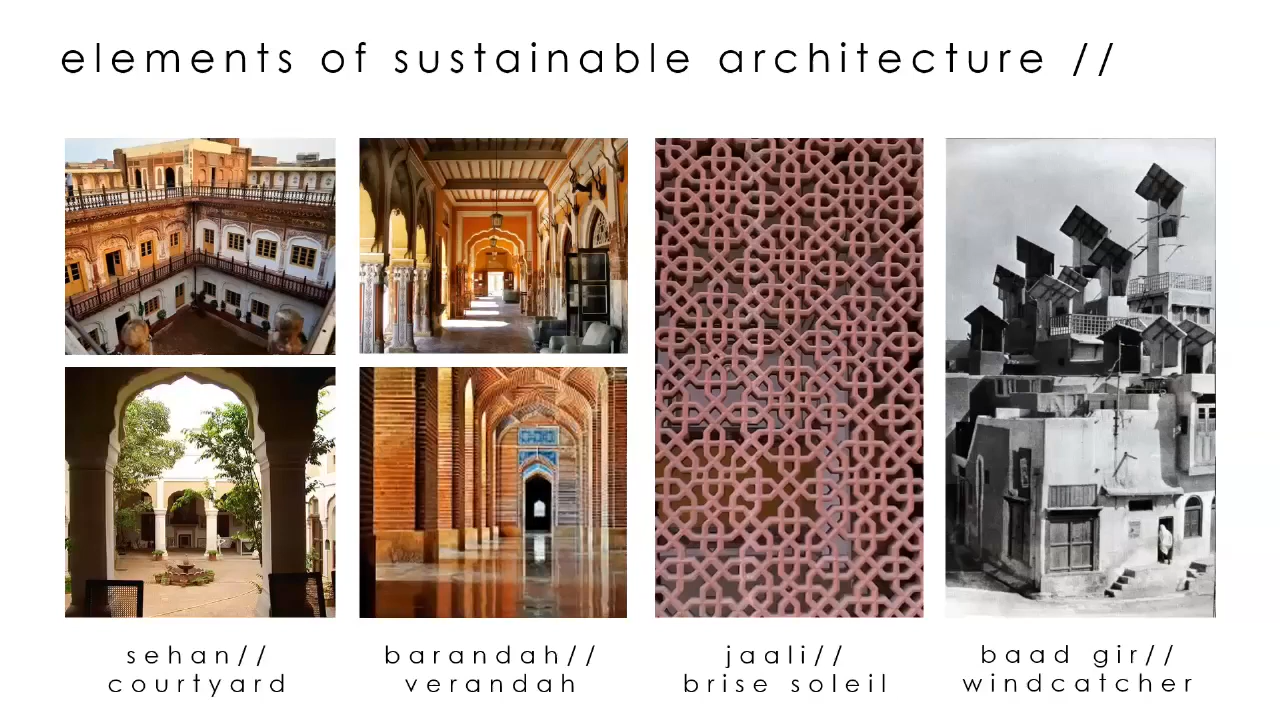 elements of sustainable architecture //
sehan//
courtyard
barandah//
verandah
jaali//
brise soleil
baad gir//
windcatcher